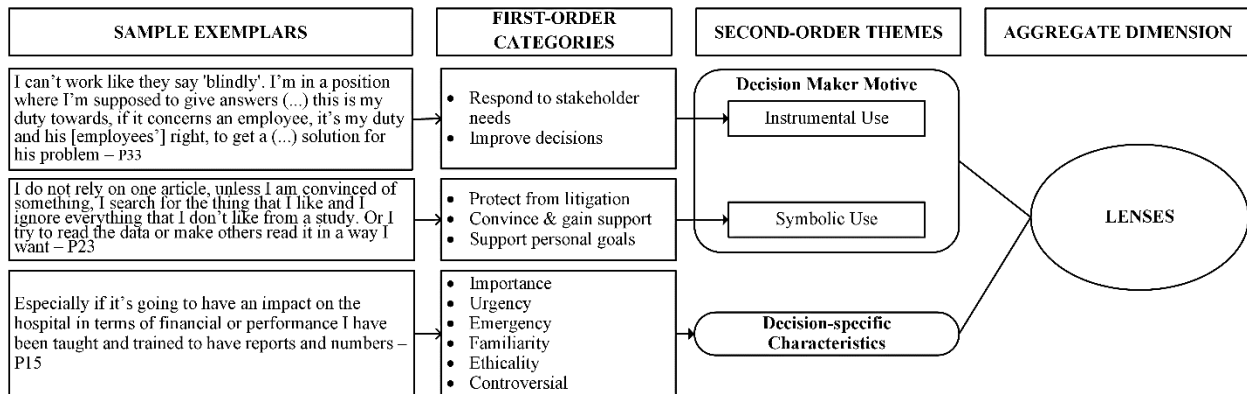 SAMPLE EXEMPLARS
FIRST-ORDER
CATEGORIES
SECOND-ORDER THEMES
AGGREGATE DIMENSION
I can't work like they say 'blindly'. I'm in a position
where I'm supposed to give answers (...) this is my
duty towards, if it concerns an employee, it's my duty
and his [employees'] right, to get a (...) solution for
his problem – P33
• Respond to stakeholder
needs
• Improve decisions
Decision Maker Motive
Instrumental Use
I do not rely on one article, unless I am convinced of
something, I search for the thing that I like and I
ignore everything that I don't like from a study. Or I
try to read the data or make others read it in a way I
want – P23
• Protect from litigation
• Convince & gain support
• Support personal goals
Symbolic Use
LENSES
Especially if it's going to have an impact on the
hospital in terms of financial or performance I have
been taught and trained to have reports and numbers –
P15
• Importance
• Urgency
• Emergency
• Familiarity
• Ethicality
• Controversial
Decision-specific
Characteristics